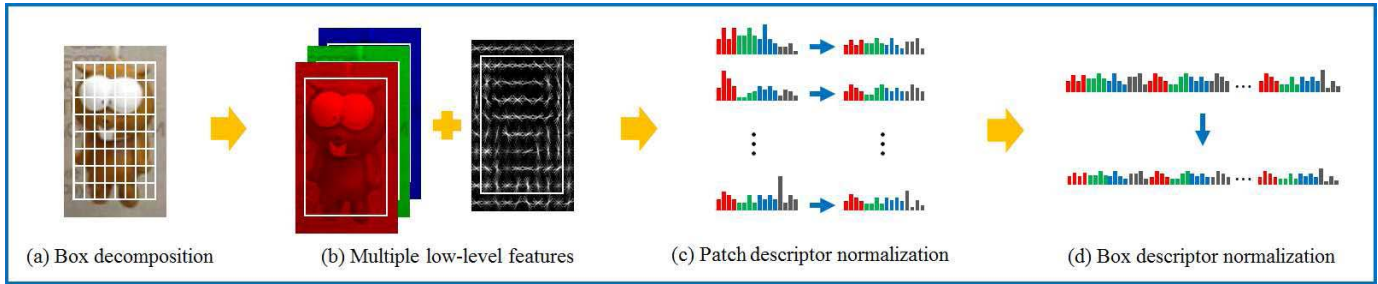 (a) Box decomposition
(b) Multiple low-level features
(c) Patch descriptor normalization
(d) Box descriptor normalization